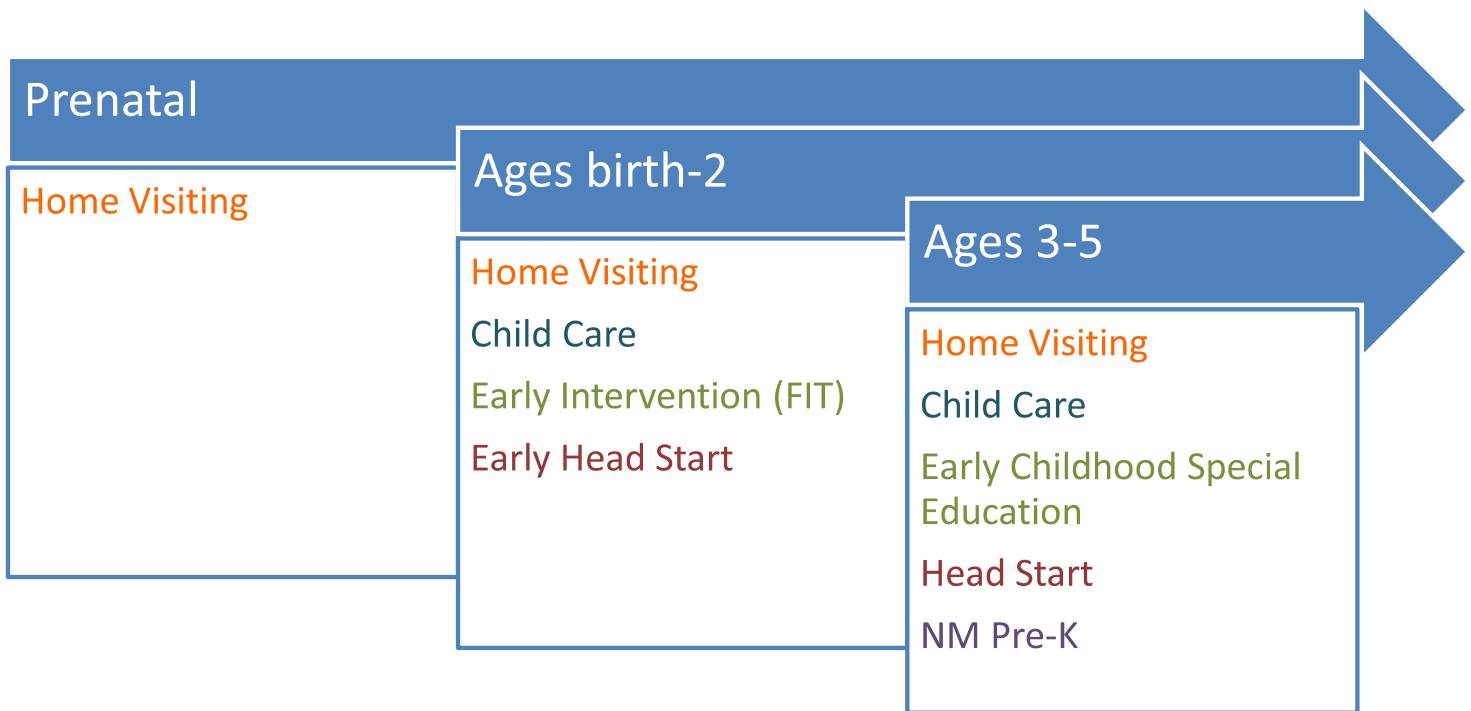 Prenatal
Home Visiting
Ages birth-2
Home Visiting
Child Care
Early Intervention (FIT)
Early Head Start
Ages 3-5
Home Visiting
Child Care
Early Childhood Special
Education
Head Start
NM Pre-K